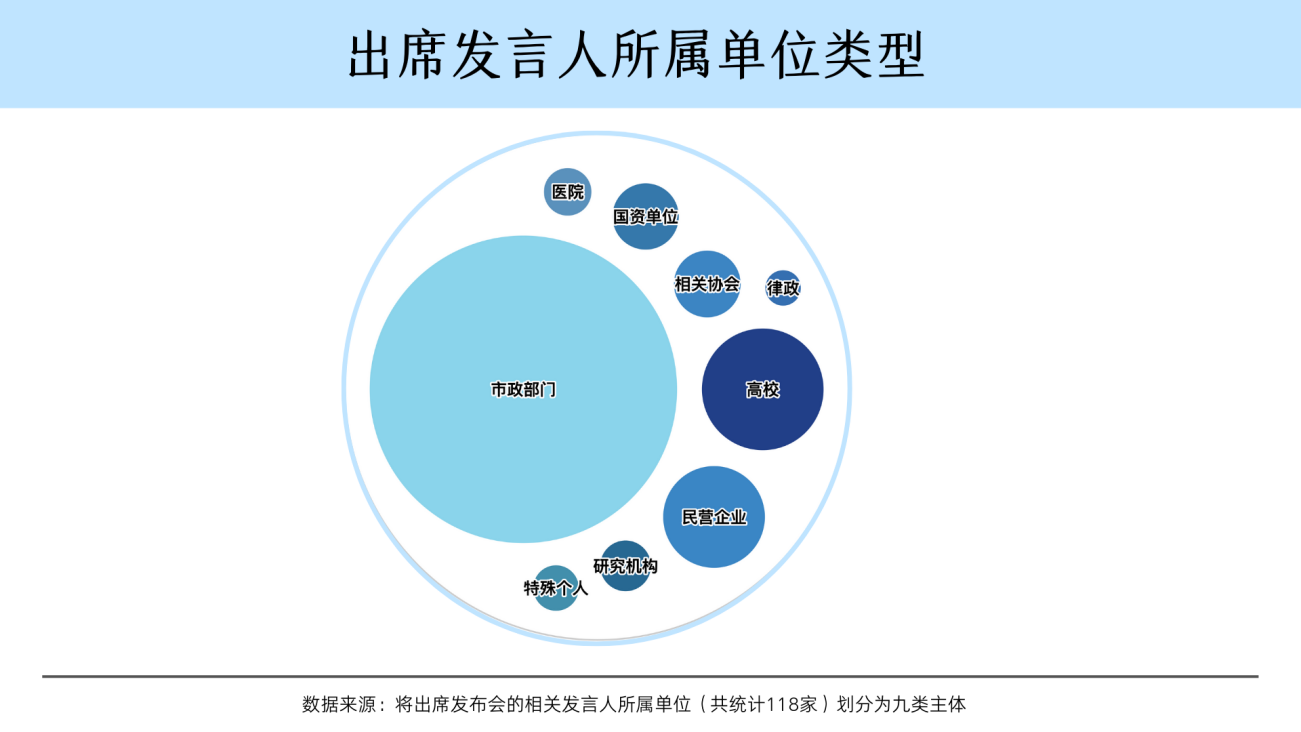 出席发言人所属单位类型
医院
国资单位
相关协会
律政
市政部门
高校
民营企业
研究机构
特殊个人
数据来源：将出席发布会的相关发言人所属单位（共统计118家）划分为九类主体